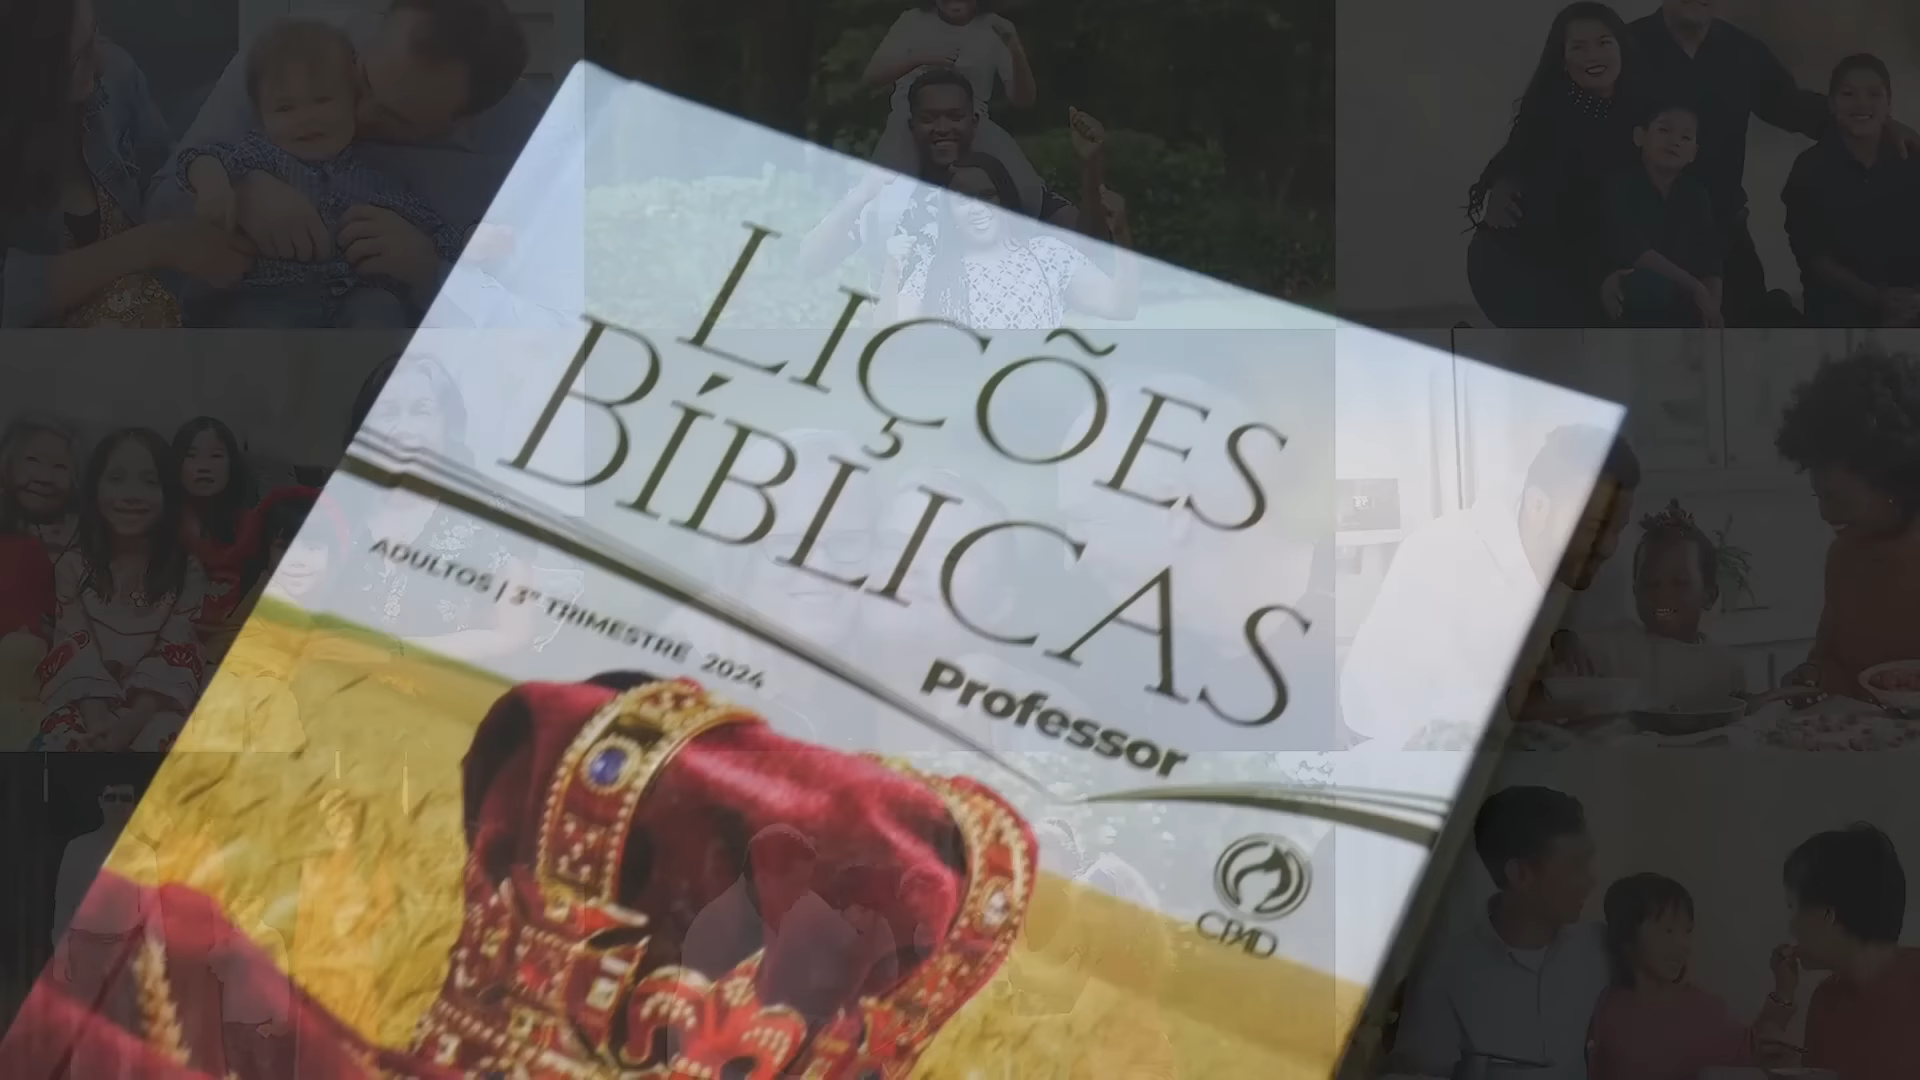 LIÇÕES
BÍBLICAS
ADULTOS | 3º TRIMESTRE 2024
Professor
CPAD